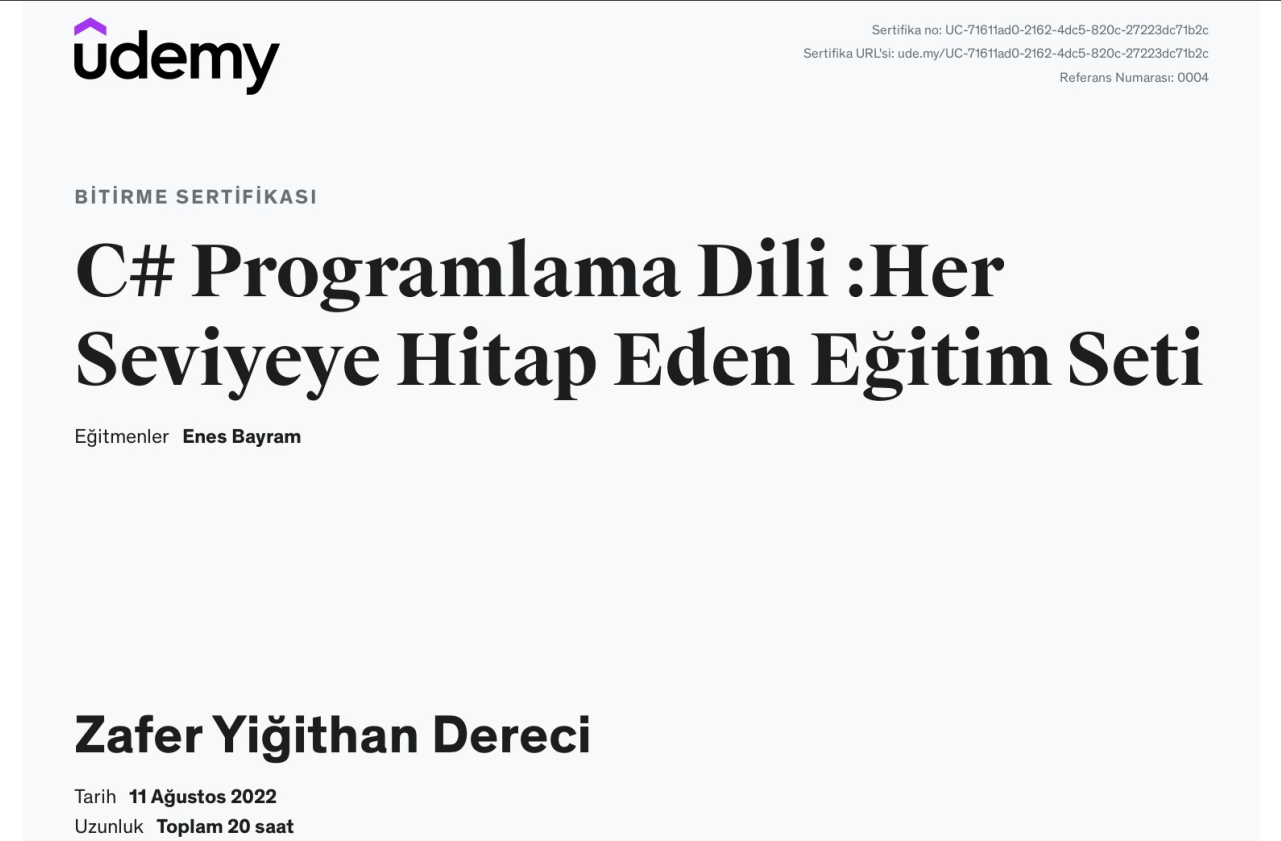 udemy
Sertifika no: UC-71611ad0-2162-4dc5-820c-27223dc71b2c
Sertifika URL'si: ude.my/UC-71611ad0-2162-4dc5-820c-27223dc71b2c
Referans Numarası: 0004
BİTİRME SERTİFİKASI
C# Programlama Dili :Her
Seviyeye Hitap Eden Eğitim Seti
Eğitmenler Enes Bayram
Zafer Yiğithan Dereci
Tarih 11 Ağustos 2022
Uzunluk Toplam 20 saat